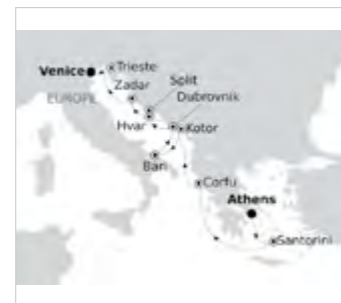 Trieste
Venice
Zadar
Split
EUROPE
Dubrovnik
Hvar
Kotor
Bari
Corfu
Athens
Santorini